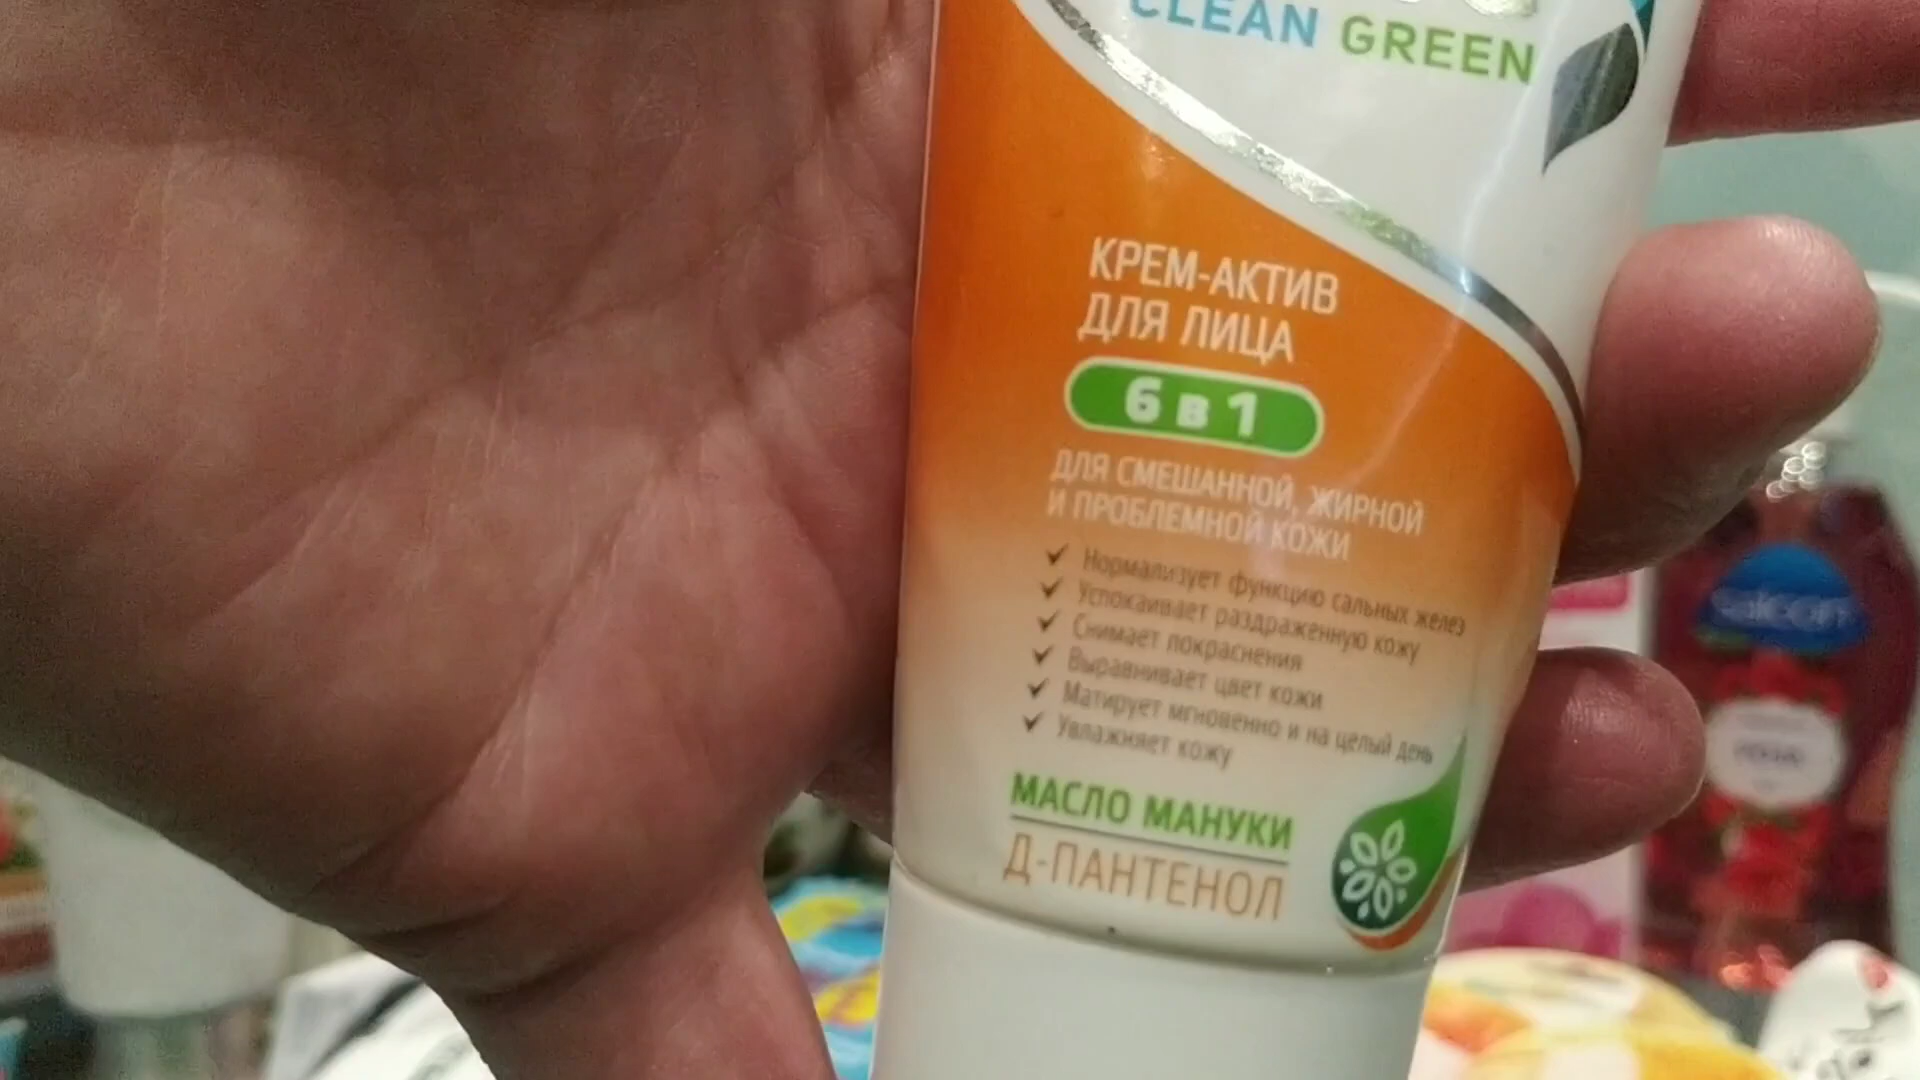 CLEAN GREEN
КРЕМ-АКТИВ
ДЛЯ ЛИЦА
6 в 1
ДЛЯ СМЕШАННОЙ, ЖИРНОЙ
И ПРОБЛЕМНОЙ КОЖИ
Нормализует функцию сальных желез
Успокаивает раздраженную кожу
Снимает покраснения
Выравнивает цвет кожи
Матирует мгновенно и на целый день
Увлажняет кожу
МАСЛО МАНУКИ
Д-ПАНТЕНОЛ